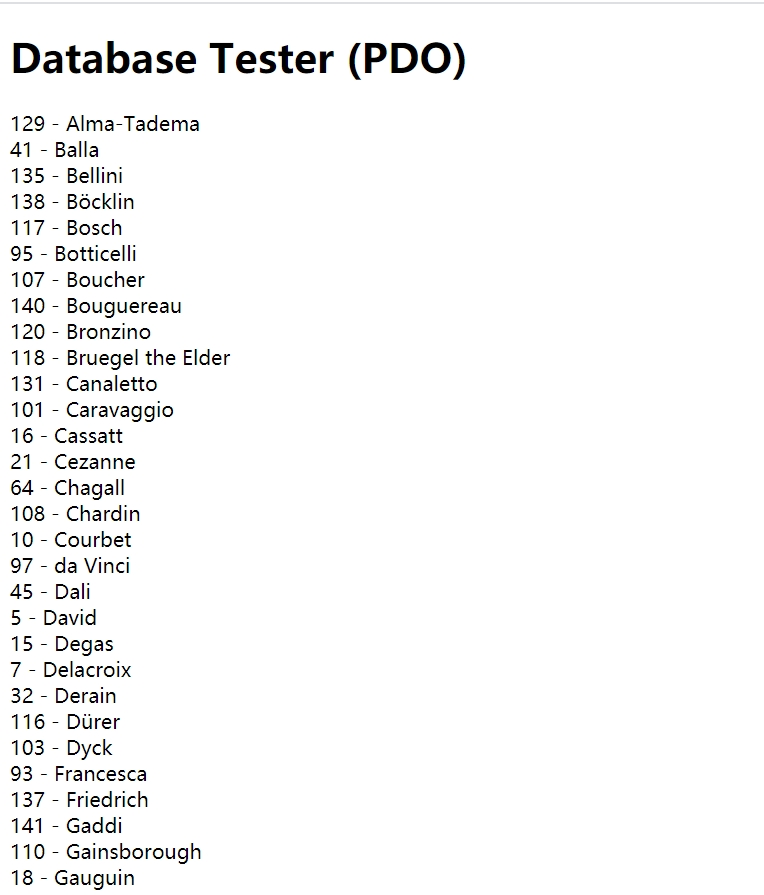 Database Tester (PDO)
129 - Alma-Tadema
41 - Balla
135 - Bellini
138 - Böcklin
117 - Bosch
95 - Botticelli
107 - Boucher
140 - Bouguereau
120 - Bronzino
118 - Bruegel the Elder
131 - Canaletto
101 - Caravaggio
16 - Cassatt
21 - Cezanne
64 - Chagall
108 - Chardin
10 - Courbet
97 - da Vinci
45 - Dali
5 - David
15 - Degas
7 - Delacroix
32 - Derain
116 - Dürer
103 - Dyck
93 - Francesca
137 - Friedrich
141 - Gaddi
110 - Gainsborough
18 - Gauguin